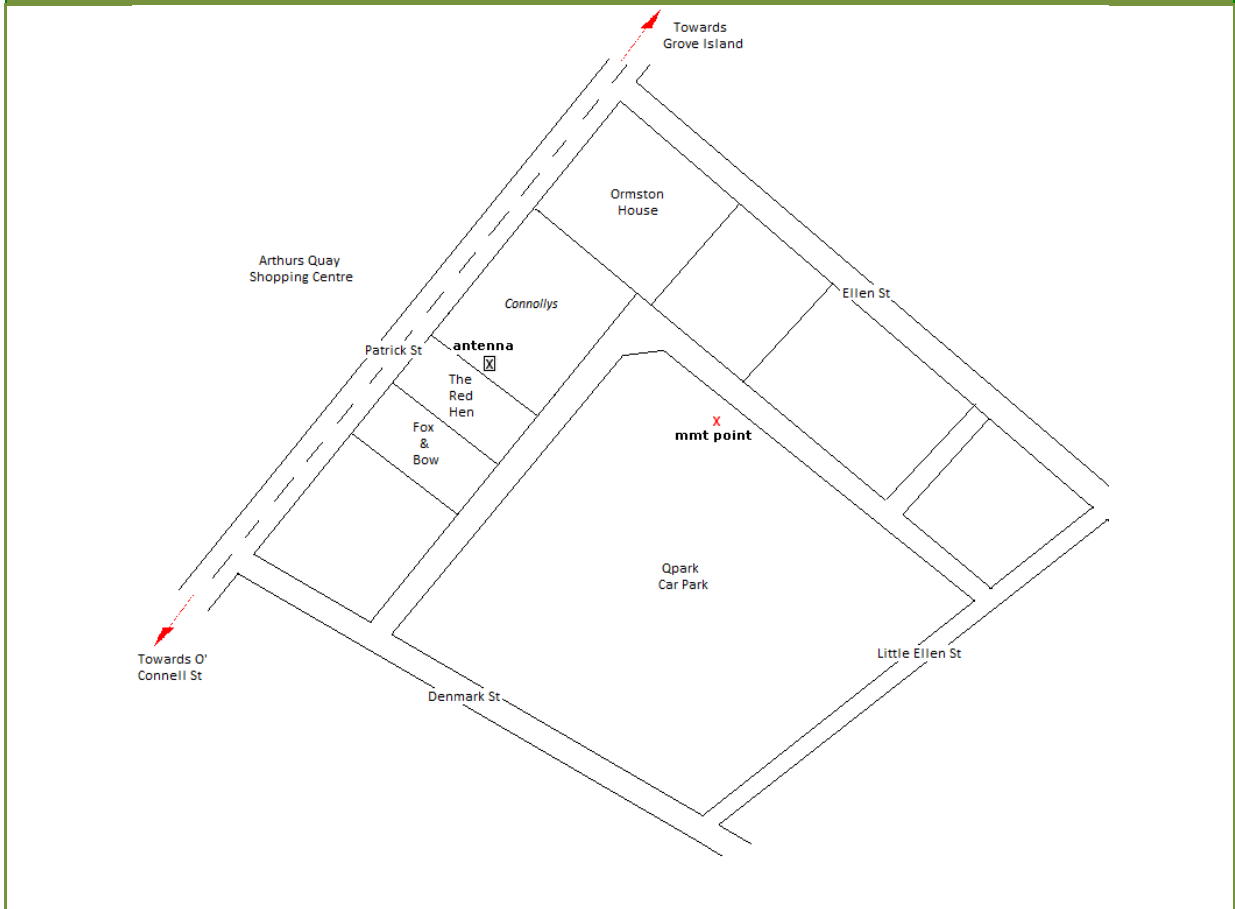 Towards
Grove Island
Ormston
House
Arthurs Quay
Shopping Centre
Ellen St
Connollys
Patrick St
antenna
X
The
Red
Hen
X
mmt point
Fox
&
Bow
Qpark
Car Park
Towards O'
Connell St
Little Ellen St
Denmark St